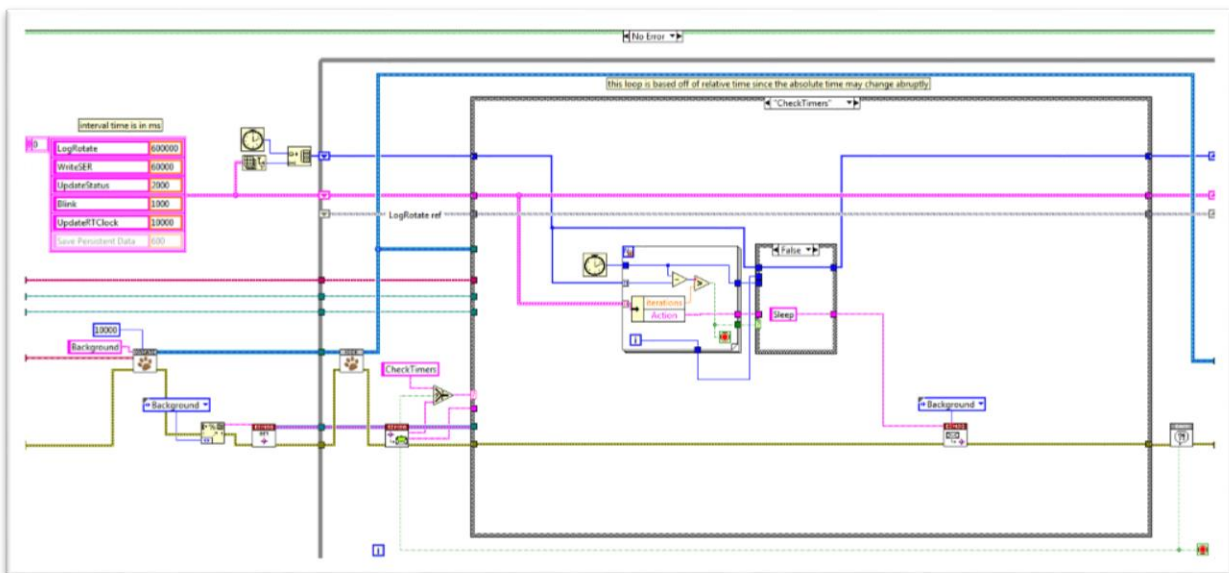 No Error
this loop is based off of relative time since the absolute time may change abruptly
"CheckTimers"
interval time is in ms
0
LogRotate 600000
WriteSER 60000
UpdateStatus 2000
Blink 1000
UpdateRTClock 10000
Save Persistent Data 600
LogRotate ref
False
iterations
Action
Sleep
i
10000
Background
CheckTimers
Background
Background
i